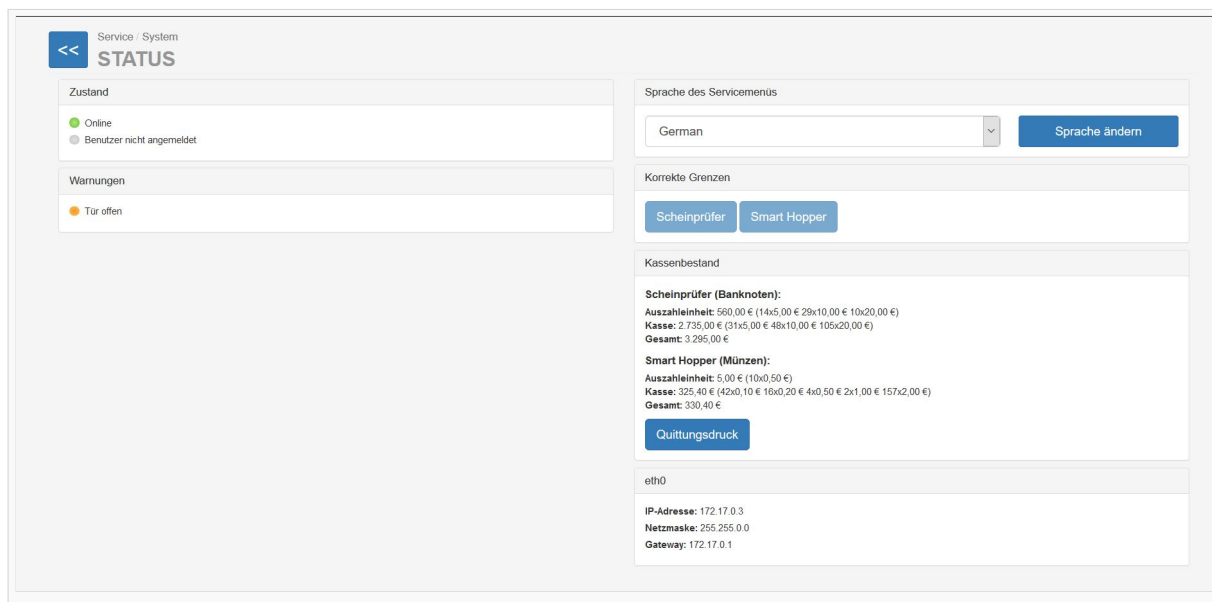 <<
Service / System
STATUS
Zustand
Online
Benutzer nicht angemeldet
Warnungen
Tür offen
Sprache des Servicemenüs
German
Sprache ändern
Korrekte Grenzen
Scheinprüfer
Smart Hopper
Kassenbestand
Scheinprüfer (Banknoten):
Auszahleinheit: 560,00 € (14x5,00 € 29x10,00 € 10x20,00 €)
Kasse: 2.735,00 € (31x5,00 € 48x10,00 € 105x20,00 €)
Gesamt: 3.295,00 €
Smart Hopper (Münzen):
Auszahleinheit: 5,00 € (10x0,50 €)
Kasse: 325,40 € (42x0,10 € 16x0,20 € 4x0,50 € 2x1,00 € 157x2,00 €)
Gesamt: 330,40 €
Quittungsdruck
eth0
IP-Adresse: 172.17.0.3
Netzmaske: 255.255.0.0
Gateway: 172.17.0.1